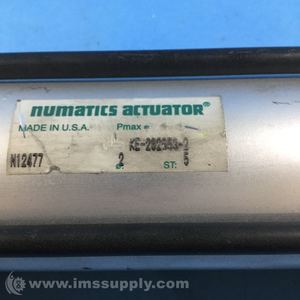 numatics actuator®
MADE IN U.S.A. Pmax =
N12477 2 ST:
www.imssupply.com